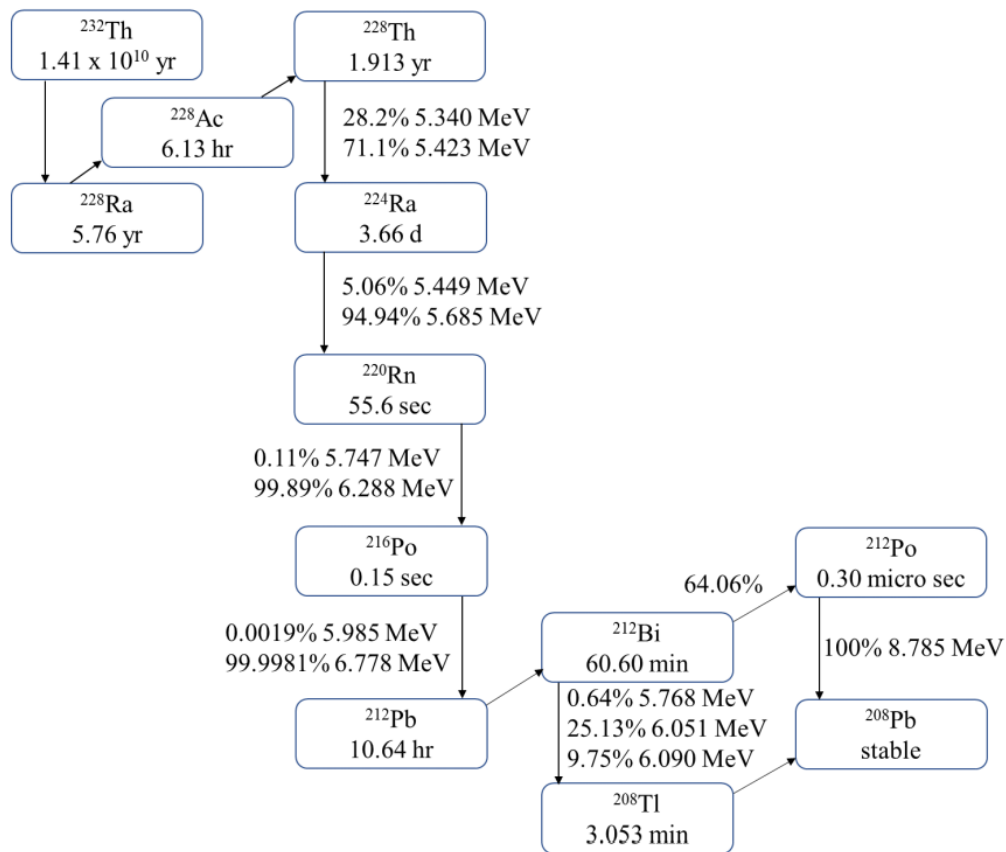 ²³²Th
1.41 x 10¹⁰ yr
²²⁸Th
1.913 yr
²²⁸Ac
6.13 hr
28.2% 5.340 MeV
71.1% 5.423 MeV
²²⁸Ra
5.76 yr
²²⁴Ra
3.66 d
5.06% 5.449 MeV
94.94% 5.685 MeV
²²⁰Rn
55.6 sec
0.11% 5.747 MeV
99.89% 6.288 MeV
²¹⁶Po
0.15 sec
²¹²Po
0.30 micro sec
64.06%
0.0019% 5.985 MeV
99.9981% 6.778 MeV
²¹²Bi
60.60 min
100% 8.785 MeV
0.64% 5.768 MeV
25.13% 6.051 MeV
9.75% 6.090 MeV
²¹²Pb
10.64 hr
²⁰⁸Pb
stable
²⁰⁸Tl
3.053 min